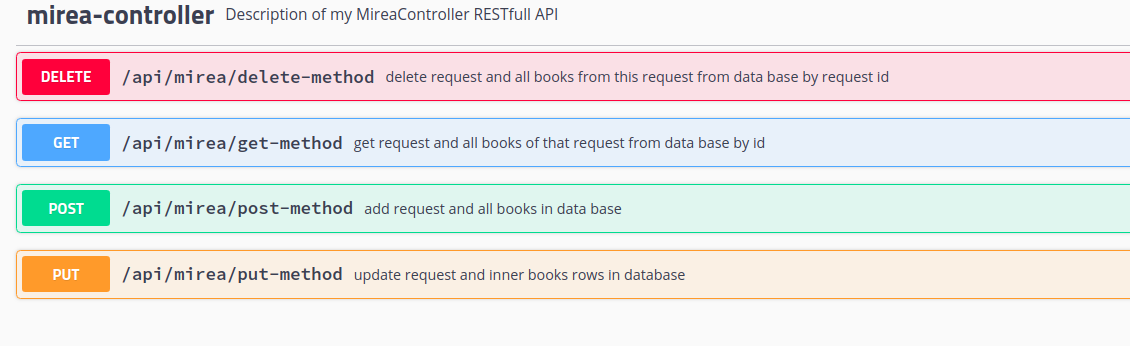 mirea-controller Description of my MireaController RESTfull API
DELETE /api/mirea/delete-method delete request and all books from this request from data base by request id
GET /api/mirea/get-method get request and all books of that request from data base by id
POST /api/mirea/post-method add request and all books in data base
PUT /api/mirea/put-method update request and inner books rows in database